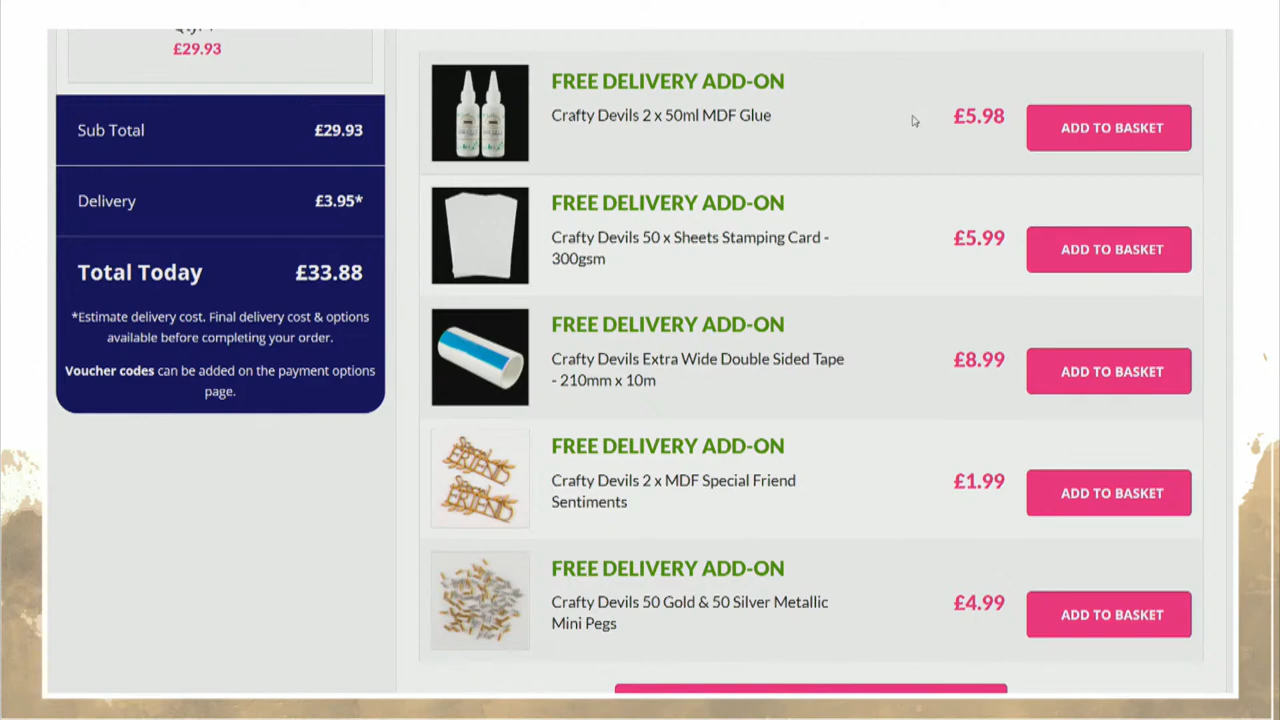 £29.93
Sub Total £29.93
Delivery £3.95*
Total Today £33.88
*Estimate delivery cost. Final delivery cost & options
available before completing your order.
Voucher codes can be added on the payment options
page.
FREE DELIVERY ADD-ON
Crafty Devils 2 x 50ml MDF Glue
£5.98
ADD TO BASKET
FREE DELIVERY ADD-ON
Crafty Devils 50 x Sheets Stamping Card -
300gsm
£5.99
ADD TO BASKET
FREE DELIVERY ADD-ON
Crafty Devils Extra Wide Double Sided Tape
- 210mm x 10m
£8.99
ADD TO BASKET
FREE DELIVERY ADD-ON
Crafty Devils 2 x MDF Special Friend
Sentiments
£1.99
ADD TO BASKET
FREE DELIVERY ADD-ON
Crafty Devils 50 Gold & 50 Silver Metallic
Mini Pegs
£4.99
ADD TO BASKET